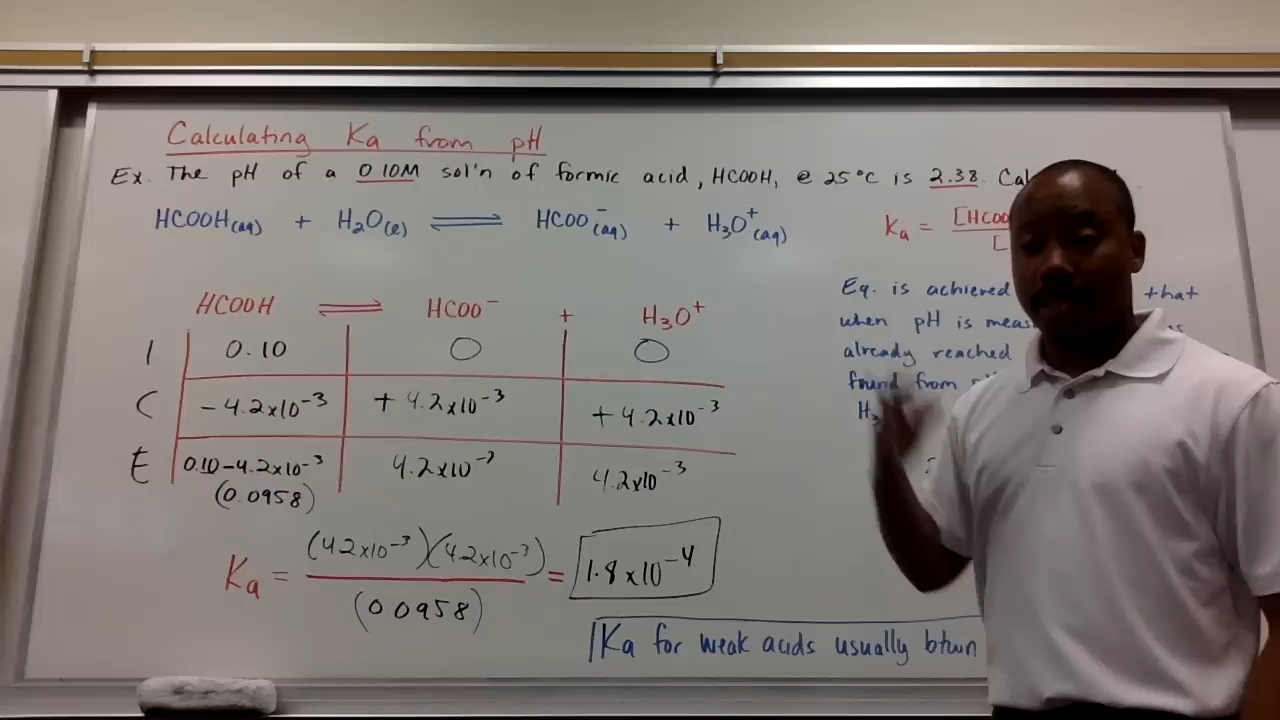 Calculating Ka from pH
Ex. The pH of a 0.10M sol'n of formic acid, HCOOH, @ 25°C is 2.38. Cal
HCOOH(aq) + H₂O(l) ⇌ HCOO⁻(aq) + H₃O⁺(aq)
Ka = [HCOO
[
HCOOH ⇌ HCOO⁻ + H₃O⁺
I 0.10 0 0
C -4.2x10⁻³ +4.2x10⁻³ +4.2x10⁻³
E 0.10-4.2x10⁻³ 4.2x10⁻³ 4.2x10⁻³
(0.0958)
Eq. is achieved that
when pH is meas
already reached
found from
H₃
Ka = (4.2x10⁻³)(4.2x10⁻³) / (0.0958) = 1.8x10⁻⁴
Ka for weak acids usually btwn